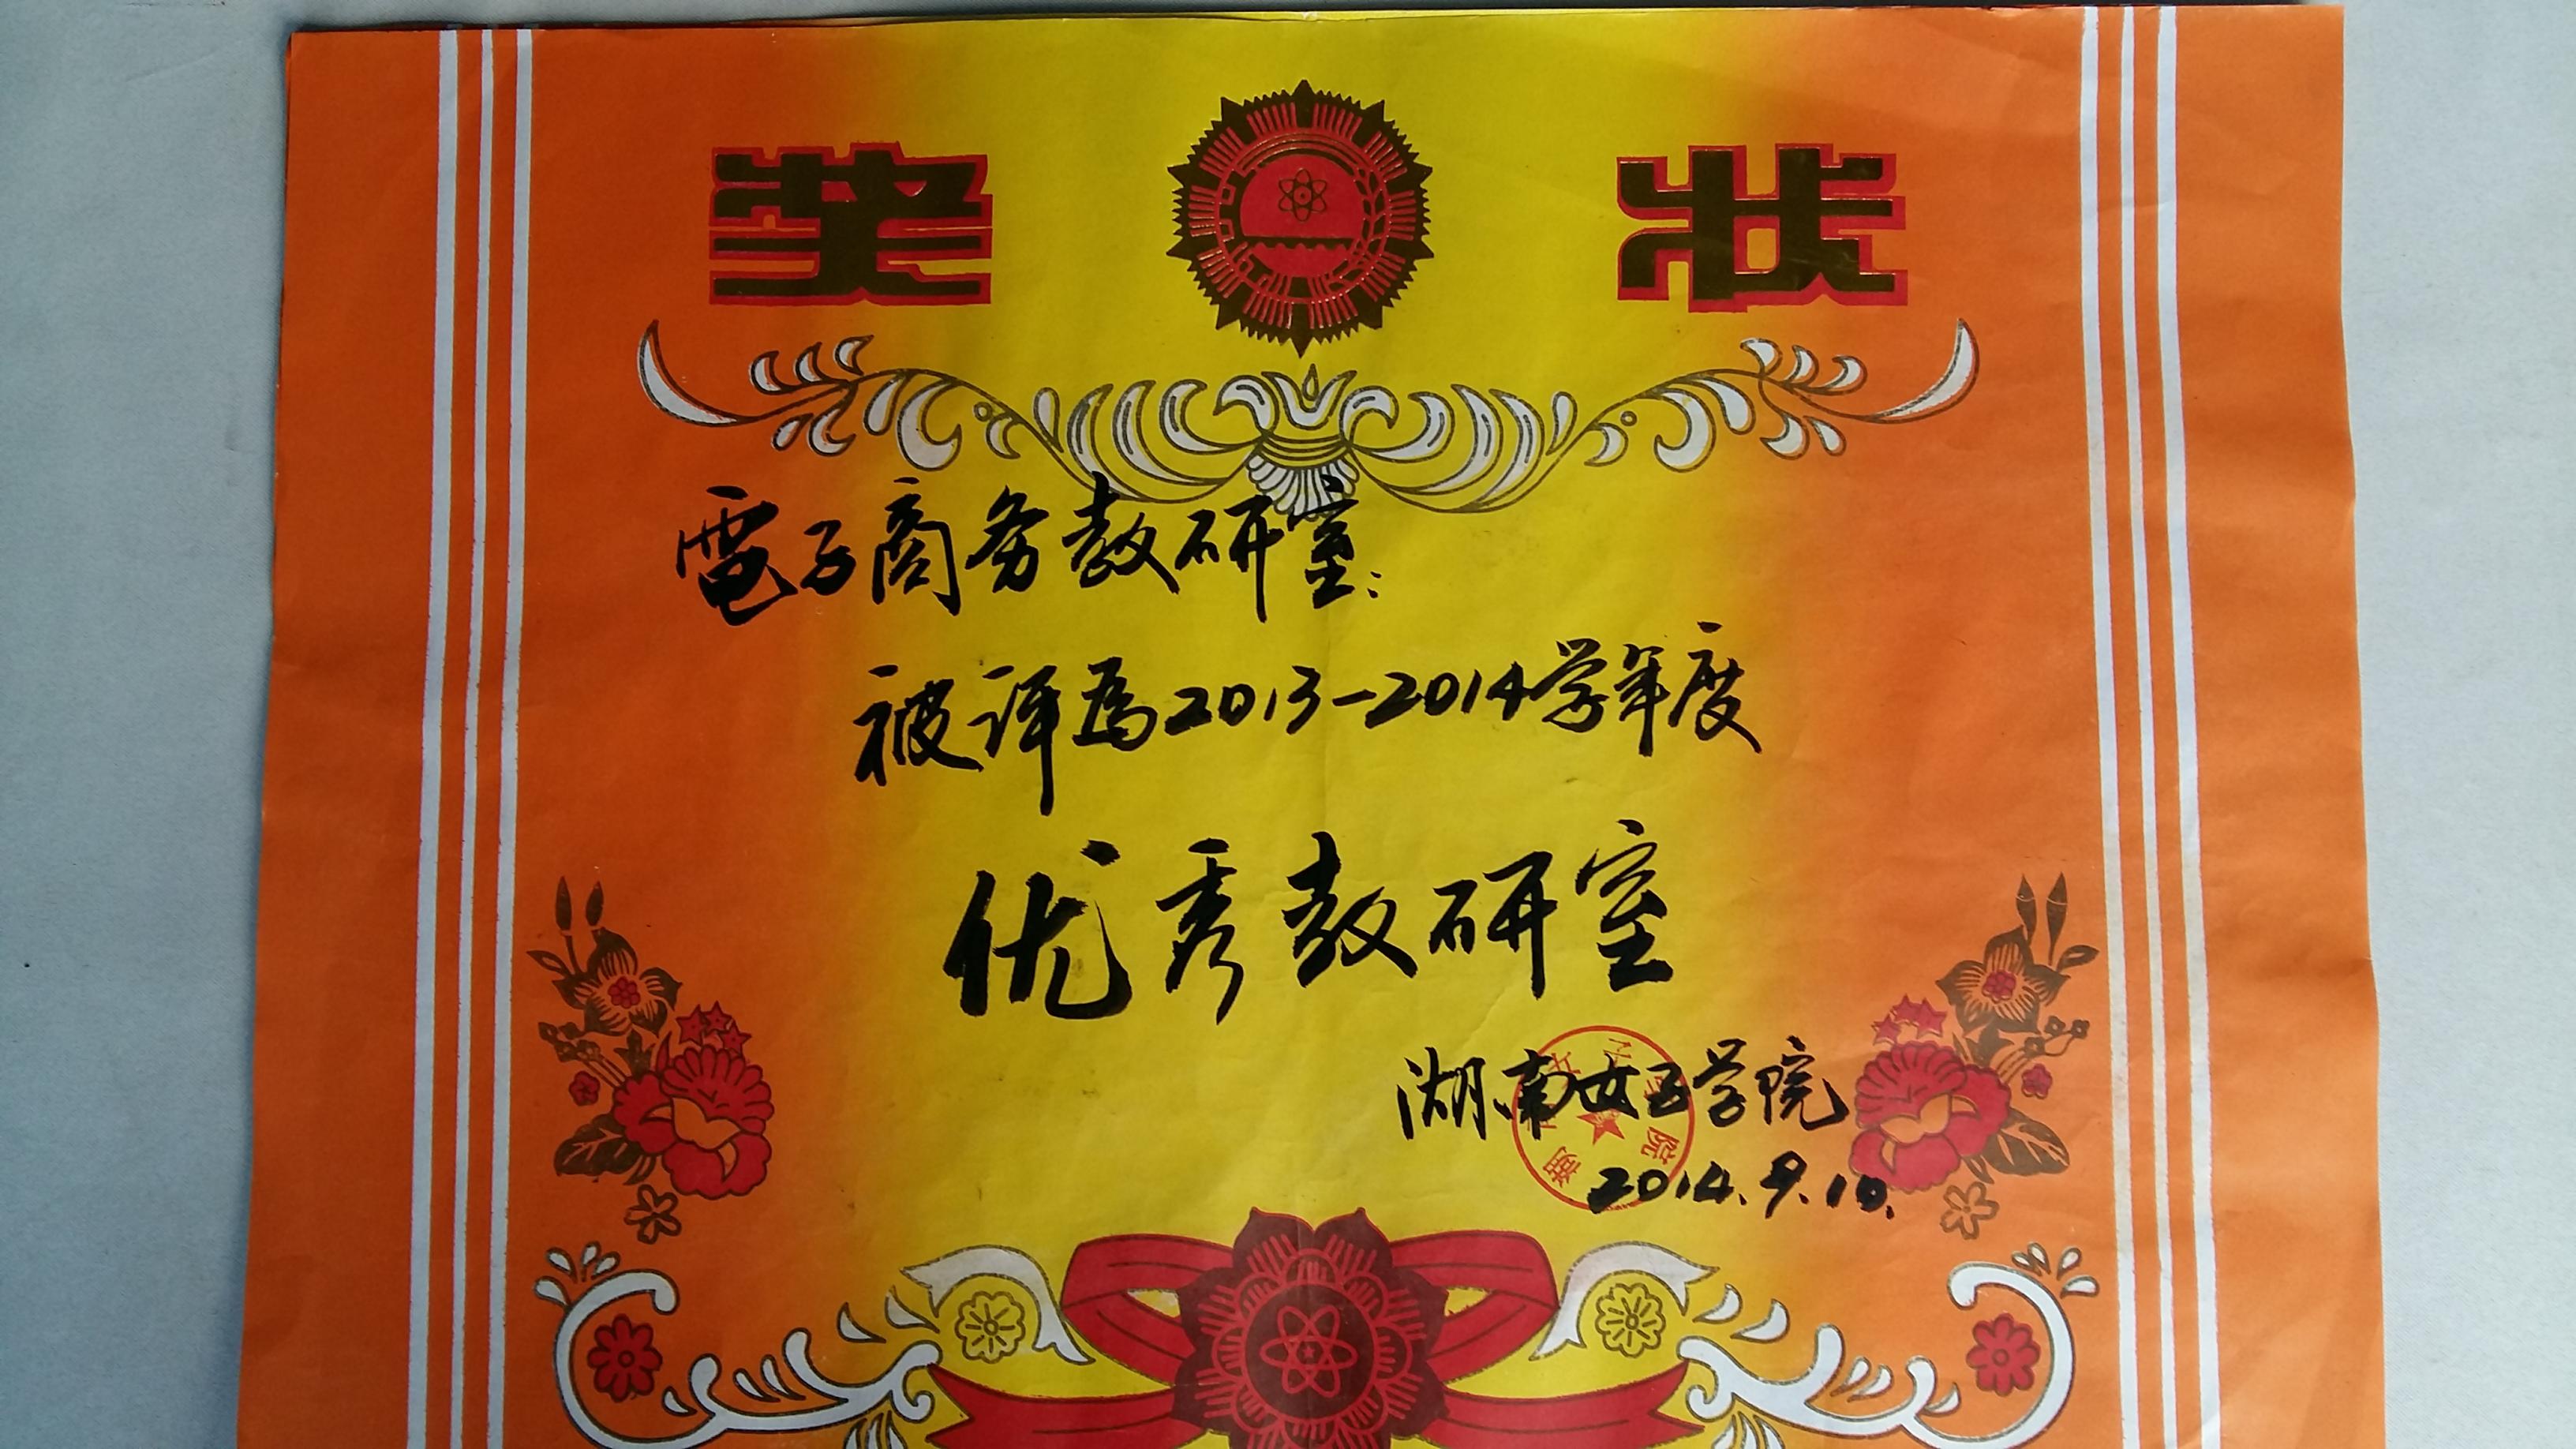 奖状
電子商务教研室:
被评為2013-2014学年度
优秀教研室
湖南女子学院
2014.9.10.